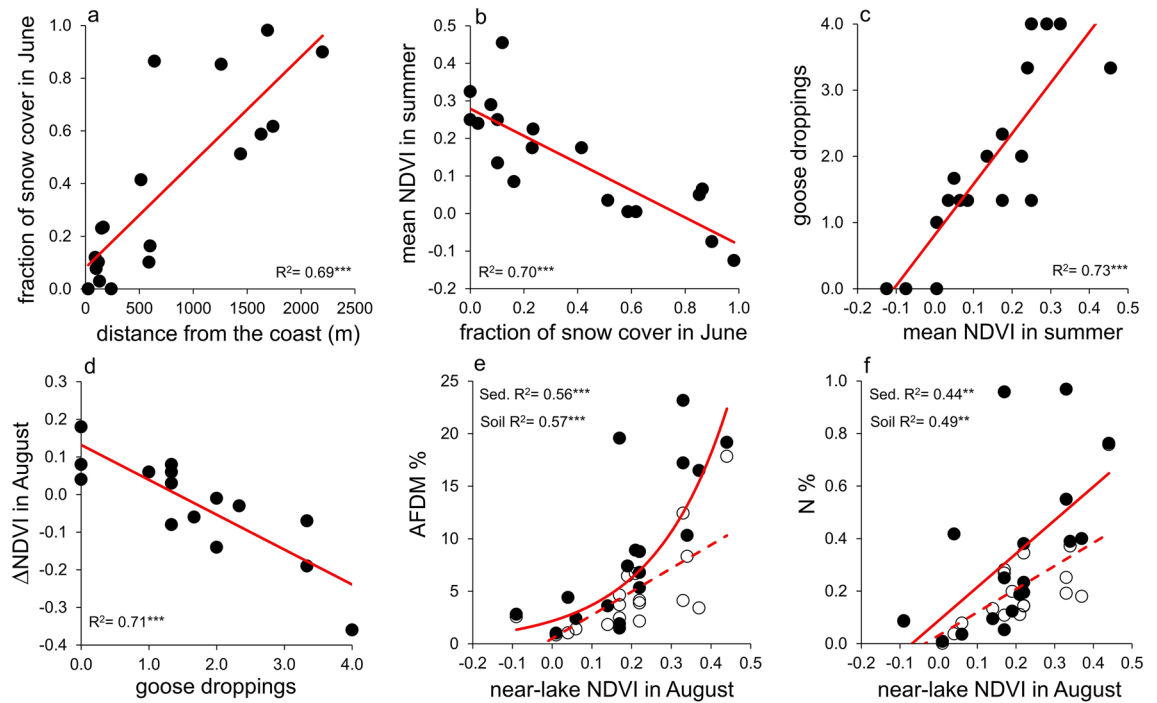 a
fraction of snow cover in June
1.0
0.8
0.6
0.4
0.2
0.0
R²= 0.69***
0 500 1000 1500 2000 2500
distance from the coast (m)
b
mean NDVI in summer
0.5
0.4
0.3
0.2
0.1
0.0
-0.1
-0.2
R²= 0.70***
0.0 0.2 0.4 0.6 0.8 1.0
fraction of snow cover in June
c
goose droppings
4.0
3.0
2.0
1.0
0.0
R²= 0.73***
-0.2 -0.1 0.0 0.1 0.2 0.3 0.4 0.5
mean NDVI in summer
d
ΔNDVI in August
0.3
0.2
0.1
0.0
-0.1
-0.2
-0.3
-0.4
R²= 0.71***
0.0 1.0 2.0 3.0 4.0
goose droppings
e
AFDM %
25
20
15
10
5
0
Sed. R²= 0.56***
Soil R²= 0.57***
-0.2 -0.1 0.0 0.1 0.2 0.3 0.4 0.5
near-lake NDVI in August
f
N %
1.0
0.8
0.6
0.4
0.2
0.0
Sed. R²= 0.44**
Soil R²= 0.49**
-0.2 -0.1 0.0 0.1 0.2 0.3 0.4 0.5
near-lake NDVI in August